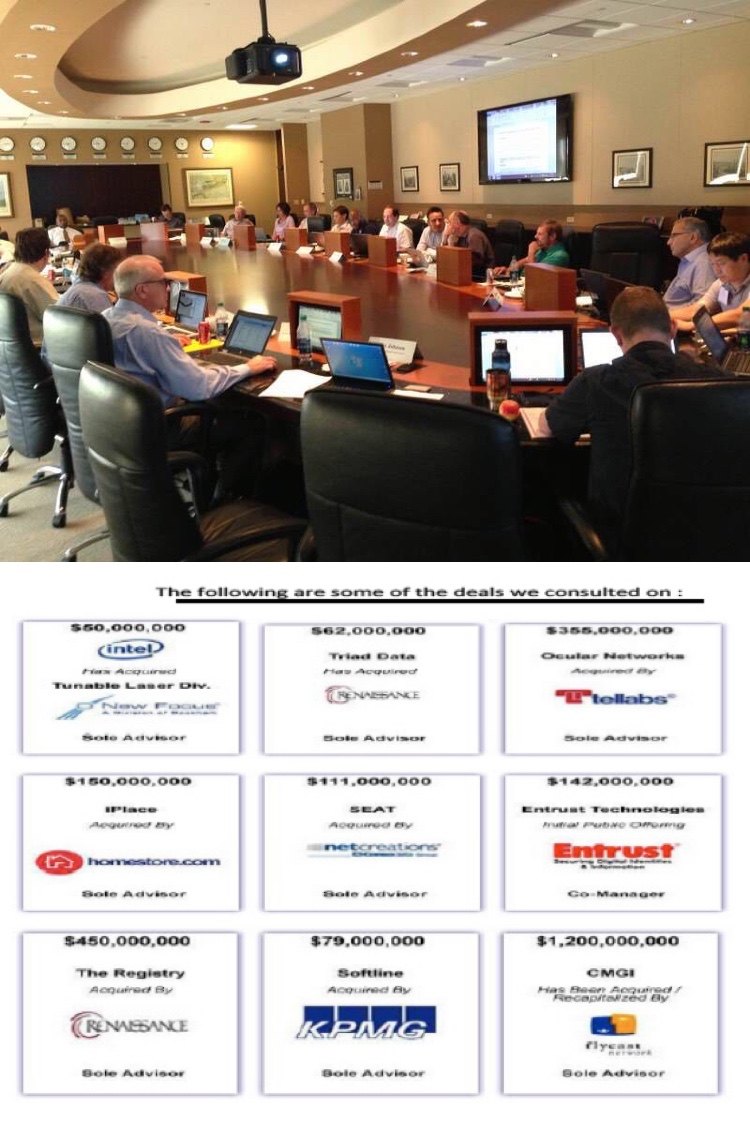 The following are some of the deals we consulted on :
$50,000,000
intel
Has Acquired
Tunable Laser Div.
New Focus
A Division of Bookham
Sole Advisor
$62,000,000
Triad Data
Has Acquired
RENAISSANCE
Sole Advisor
$355,000,000
Ocular Networks
Acquired By
tellabs®
Sole Advisor
$150,000,000
iPlace
Acquired By
homestore.com
Sole Advisor
$111,000,000
SEAT
Acquired By
netcreations
Sole Advisor
$142,000,000
Entrust Technologies
Initial Public Offering
Entrust
Securing Digital Identities
& Information
Co-Manager
$450,000,000
The Registry
Acquired By
RENAISSANCE
Sole Advisor
$79,000,000
Softline
Acquired By
KPMG
Sole Advisor
$1,200,000,000
CMGI
Has Been Acquired /
Recapitalized By
flycast
network
Sole Advisor